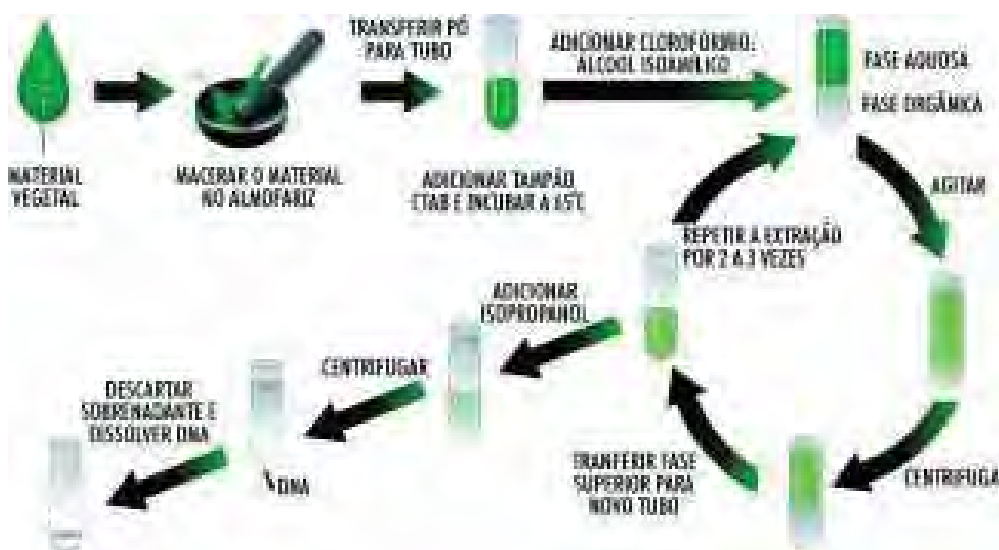 MATERIAL
VEGETAL
MACERAR O MATERIAL
NO ALMOFARIZ
TRANSFERIR PÓ
PARA TUBO
ADICIONAR TAMPÃO
CTAB E INCUBAR A 65°C
ADICIONAR CLOROFÓRMIO:
ÁLCOOL ISOAMÍLICO
FASE AQUOSA
FASE ORGÂNICA
AGITAR
CENTRIFUGA
TRANFERIR FASE
SUPERIOR PARA
NOVO TUBO
REPETIR A EXTRAÇÃO
POR 2 A 3 VEZES
ADICIONAR
ISOPROPANOL
CENTRIFUGAR
DNA
DESCARTAR
SOBRENADANTE E
DISSOLVER DNA